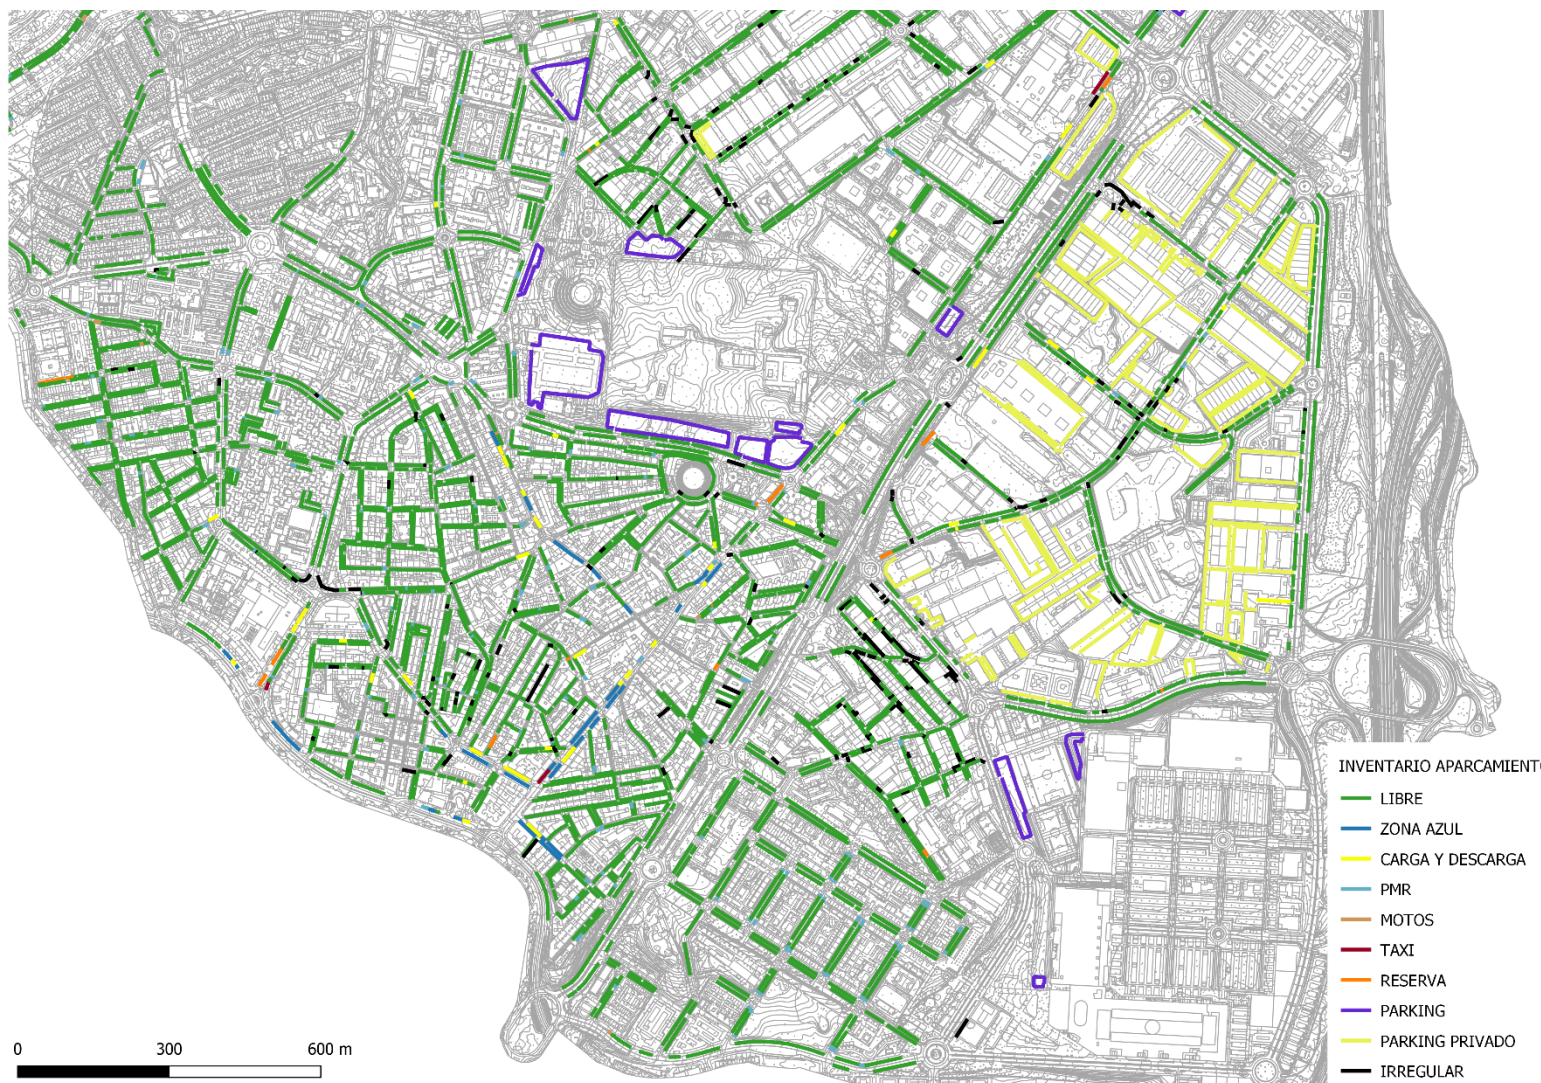 INVENTARIO APARCAMIENTO
LIBRE
ZONA AZUL
CARGA Y DESCARGA
PMR
MOTOS
TAXI
RESERVA
PARKING
PARKING PRIVADO
IRREGULAR
0 300 600 m